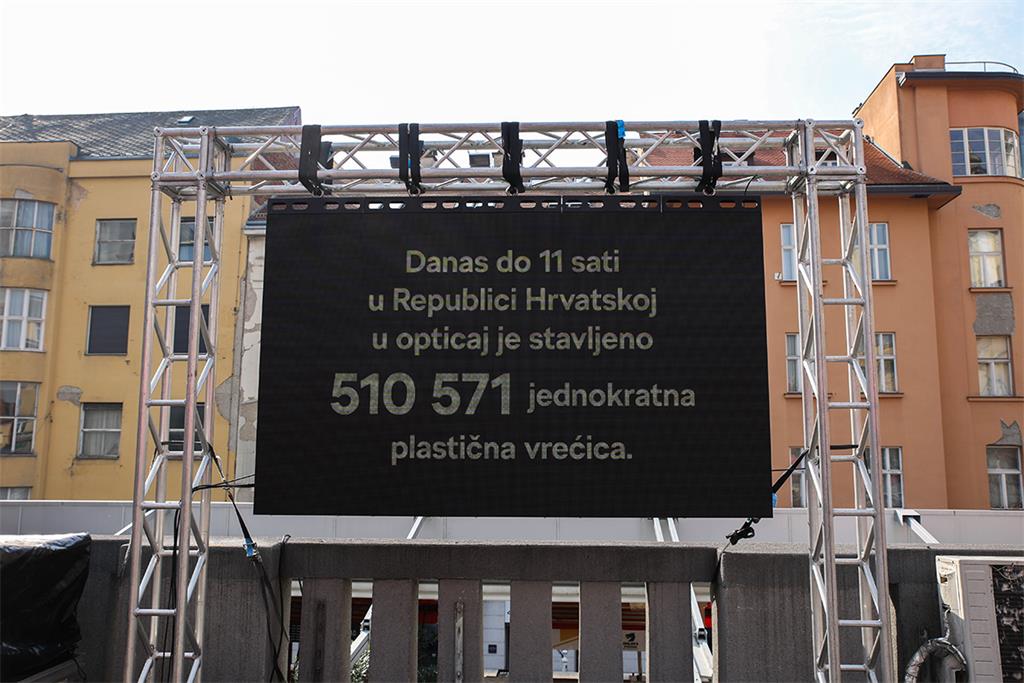 Danas do 11 sati
u Republici Hrvatskoj
u opticaj je stavljeno
510 571 jednokratna
plastična vrećica.